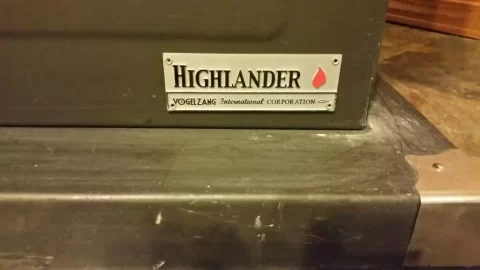 HIGHLANDER
VOGELZANG International CORPORATION